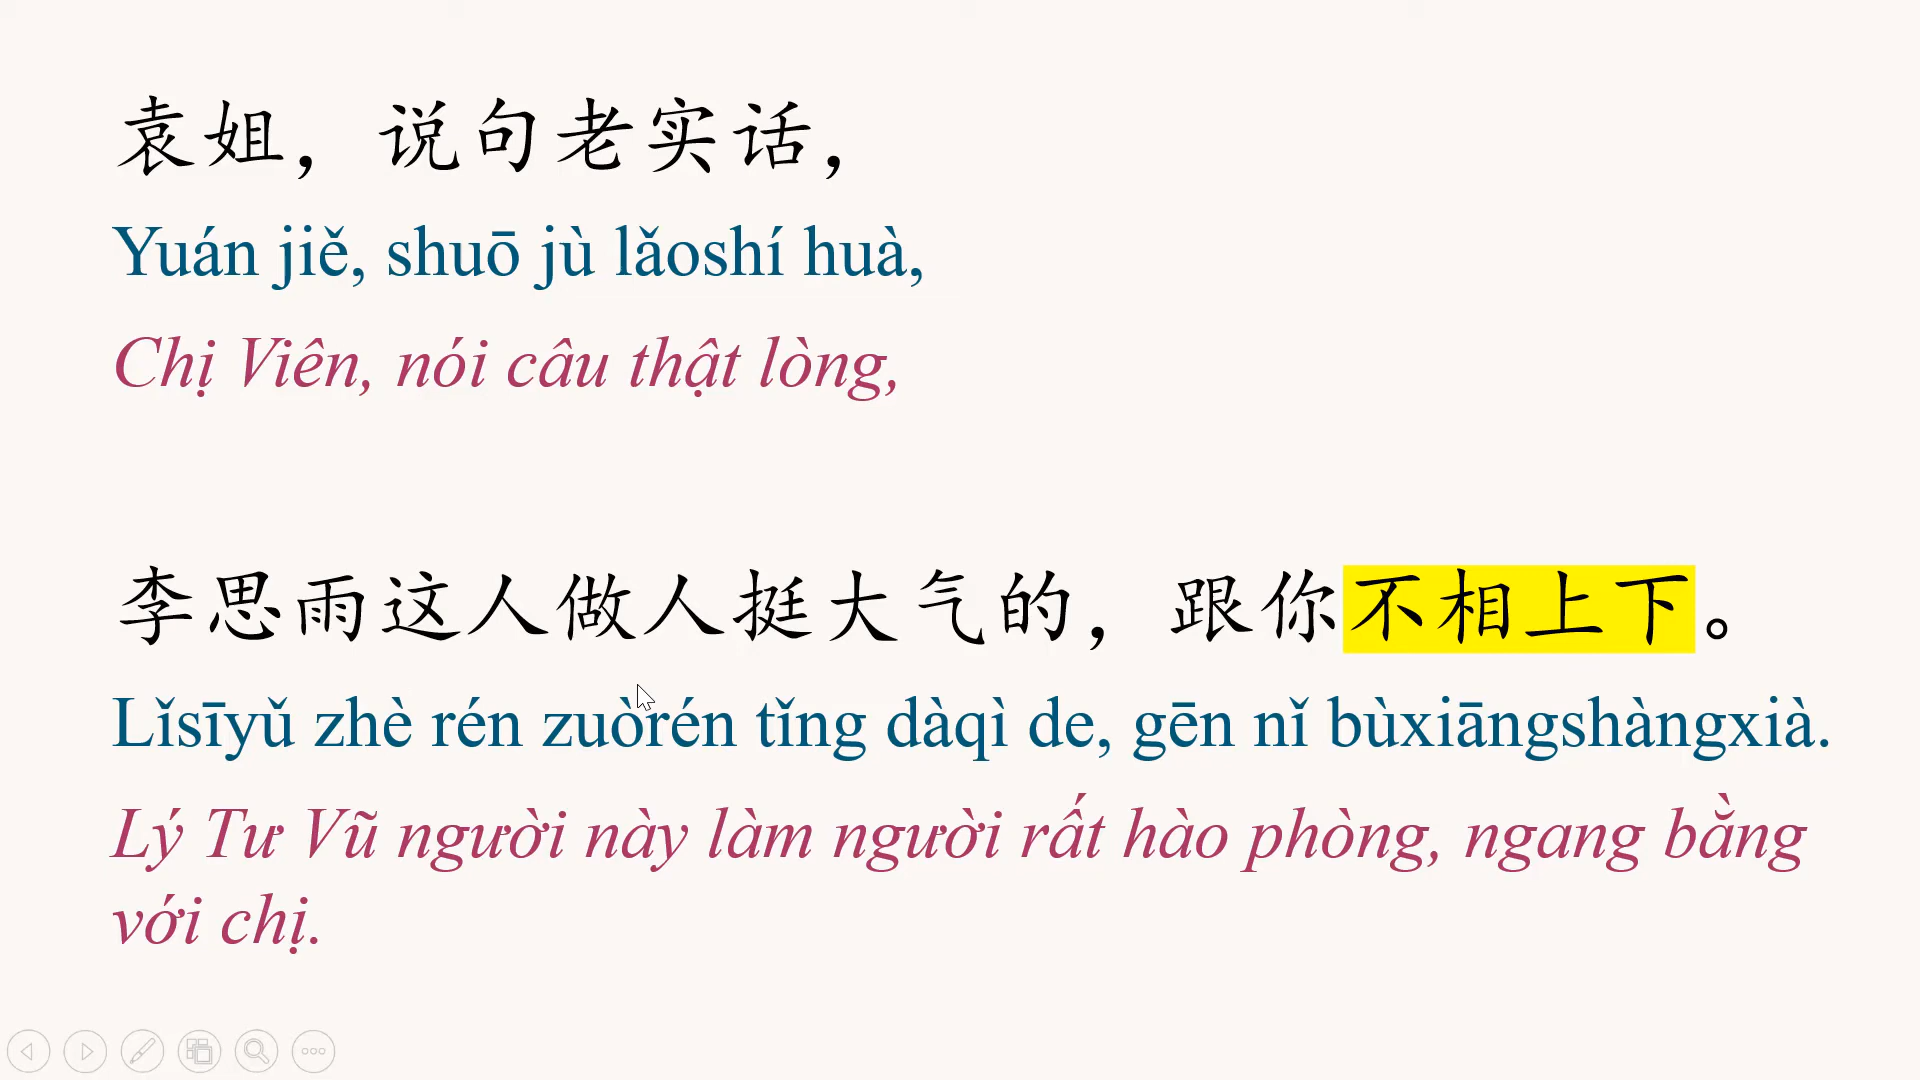 袁姐，说句老实话，
Yuán jiě, shuō jù lǎoshí huà,
Chị Viên, nói câu thật lòng,
李思雨这人做人挺大气的，跟你不相上下。
Lǐsīyǔ zhè rén zuòrén tǐng dàqì de, gēn nǐ bùxiāngshàngxià.
Lý Tư Vũ người này làm người rất hào phòng, ngang bằng
với chị.